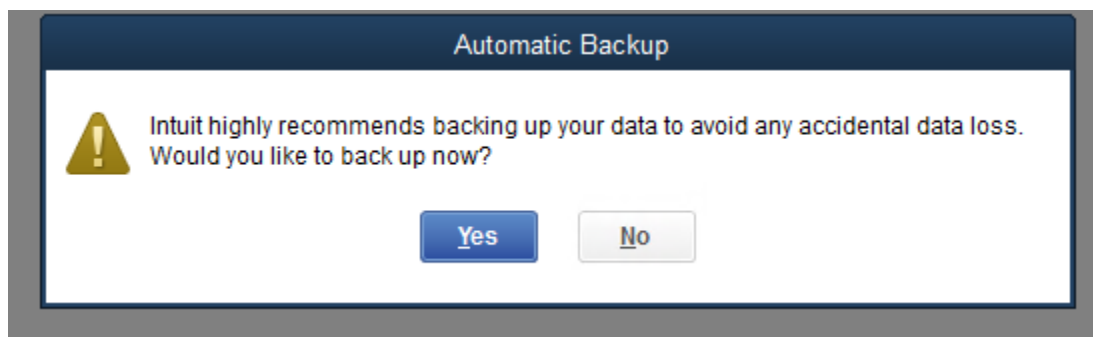 Automatic Backup
Intuit highly recommends backing up your data to avoid any accidental data loss.
Would you like to back up now?
Yes No